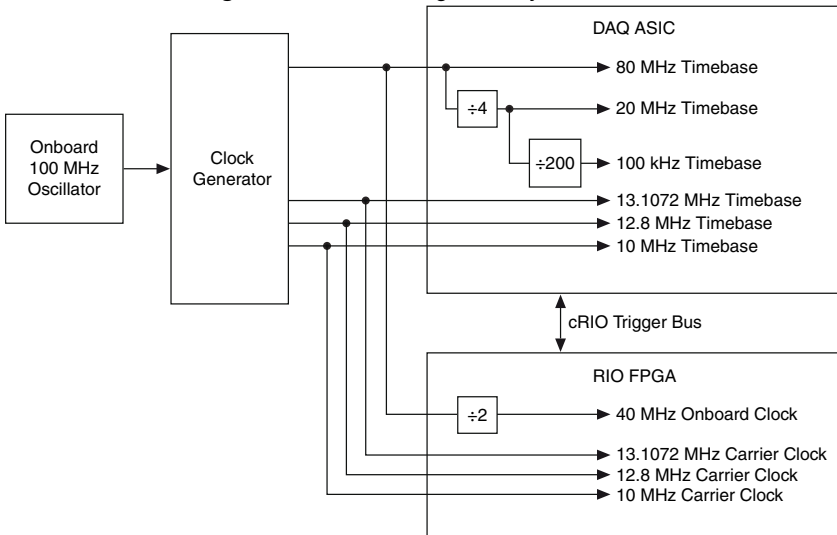 DAQ ASIC
80 MHz Timebase
÷4
20 MHz Timebase
÷200
100 kHz Timebase
Onboard
100 MHz
Oscillator
Clock
Generator
13.1072 MHz Timebase
12.8 MHz Timebase
10 MHz Timebase
cRIO Trigger Bus
RIO FPGA
÷2
40 MHz Onboard Clock
13.1072 MHz Carrier Clock
12.8 MHz Carrier Clock
10 MHz Carrier Clock